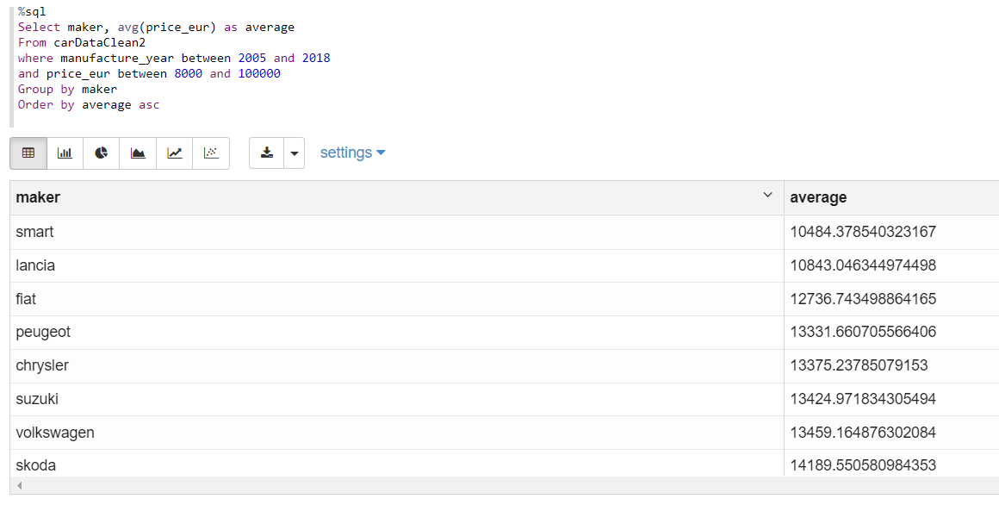 %sql
Select maker, avg(price_eur) as average
From carDataClean2
where manufacture_year between 2005 and 2018
and price_eur between 8000 and 100000
Group by maker
Order by average asc
settings
maker average
smart 10484.378540323167
lancia 10843.046344974498
fiat 12736.743498864165
peugeot 13331.660705566406
chrysler 13375.23785079153
suzuki 13424.971834305494
volkswagen 13459.164876302084
skoda 14189.550580984353